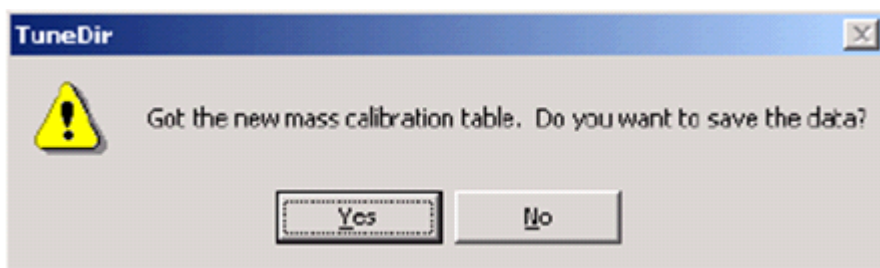 TuneDir
Got the new mass calibration table.  Do you want to save the data?
Yes
No